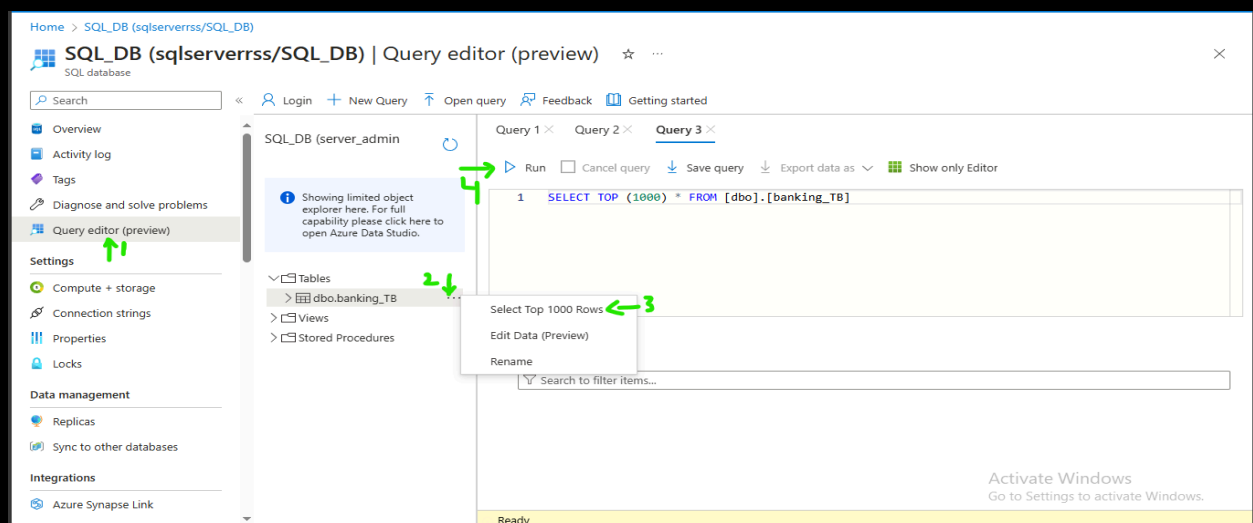 Home > SQL_DB (sqlserverrss/SQL_DB)
SQL_DB (sqlserverrss/SQL_DB) | Query editor (preview) ☆ ···
SQL database
Search
Overview
Activity log
Tags
Diagnose and solve problems
Query editor (preview)
1
Settings
Compute + storage
Connection strings
Properties
Locks
Data management
Replicas
Sync to other databases
Integrations
Azure Synapse Link
« Login + New Query Open query Feedback Getting started
SQL_DB (server_admin
Showing limited object
explorer here. For full
capability please click here to
open Azure Data Studio.
Tables
2
dbo.banking_TB ...
Views
Stored Procedures
Select Top 1000 Rows 3
Edit Data (Preview)
Rename
Query 1 × Query 2 × Query 3 ×
4 Run Cancel query Save query Export data as Show only Editor
1 SELECT TOP (1000) * FROM [dbo].[banking_TB]
Search to filter items...
Activate Windows
Go to Settings to activate Windows.
Ready